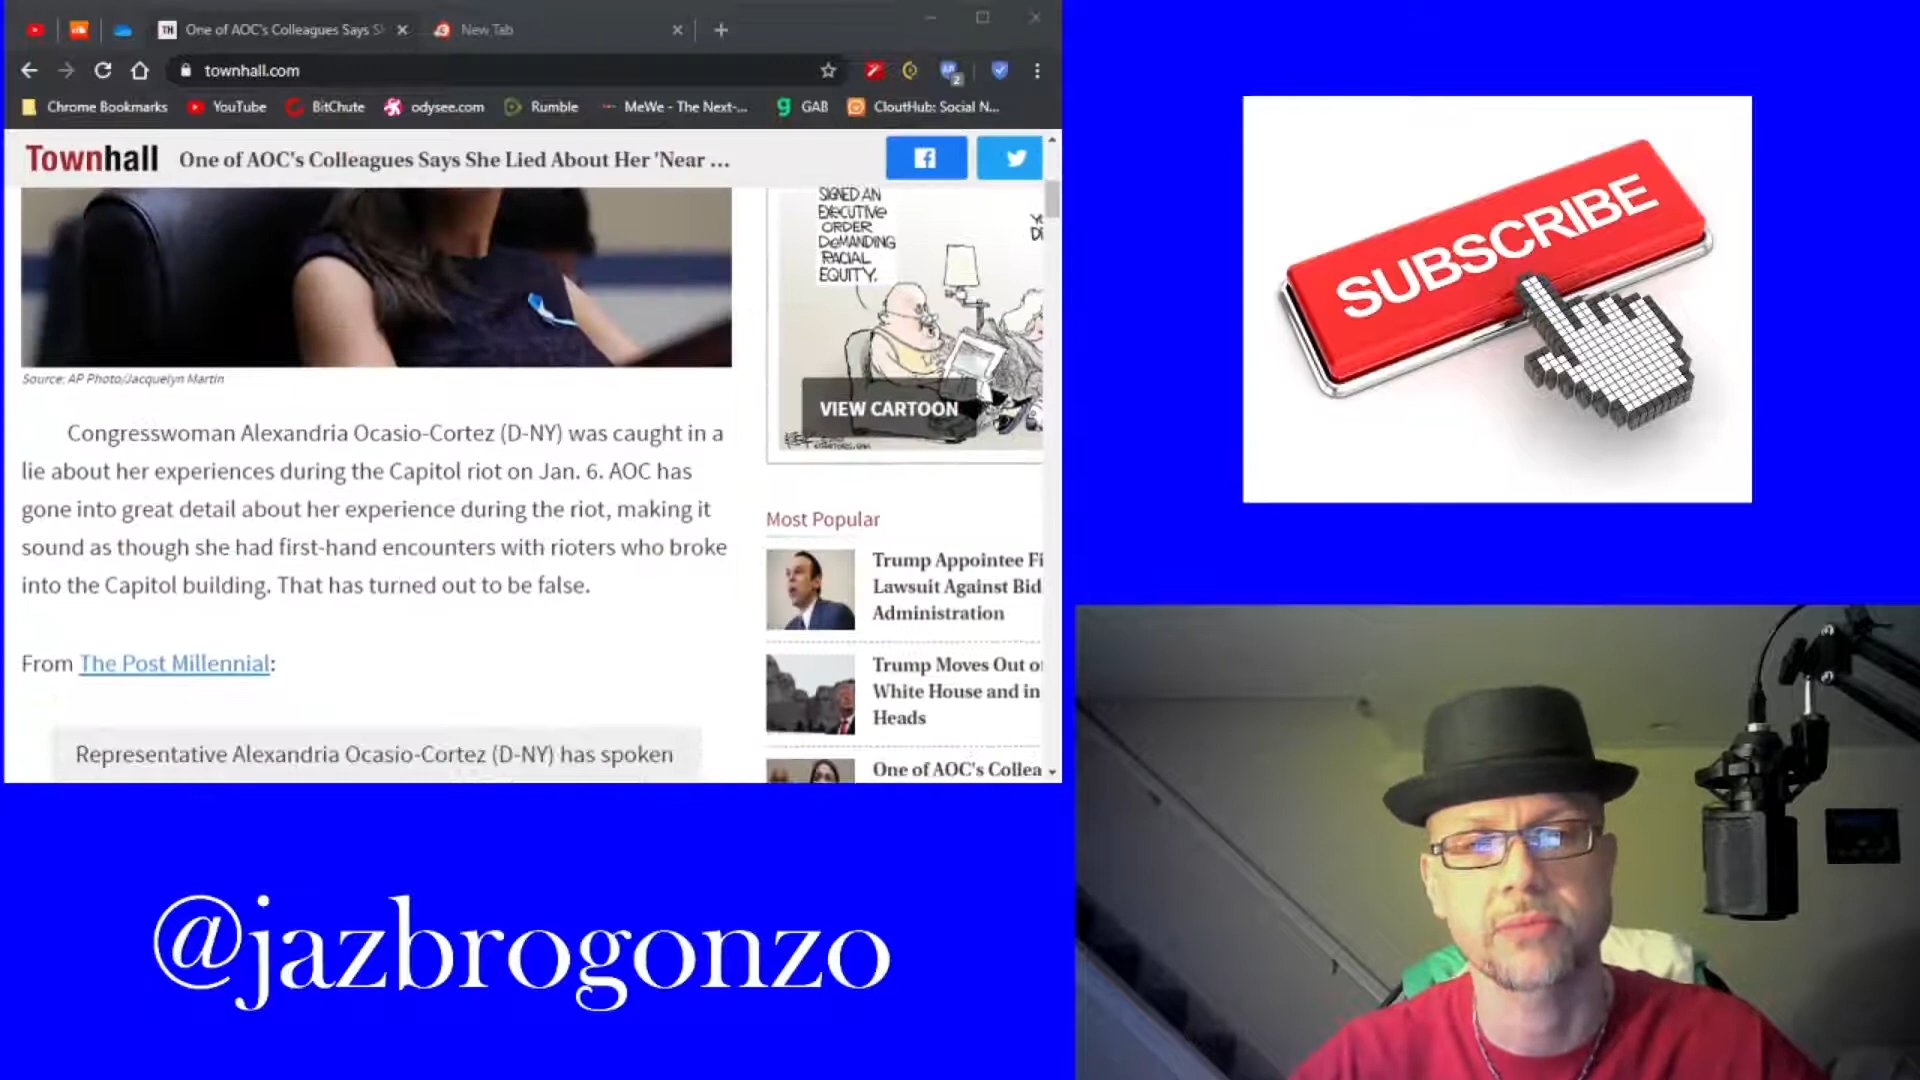 One of AOC's Colleagues Says S
New Tab
townhall.com
Chrome Bookmarks
YouTube
BitChute
odysee.com
Rumble
MeWe - The Next-...
GAB
CloutHub: Social N...
Townhall
One of AOC's Colleagues Says She Lied About Her 'Near ...
SIGNED AN
EXECUTIVE
ORDER
DEMANDING
RACIAL
EQUITY.
VIEW CARTOON
Source: AP Photo/Jacquelyn Martin
Congresswoman Alexandria Ocasio-Cortez (D-NY) was caught in a
lie about her experiences during the Capitol riot on Jan. 6. AOC has
gone into great detail about her experience during the riot, making it
sound as though she had first-hand encounters with rioters who broke
into the Capitol building. That has turned out to be false.
From The Post Millennial:
Representative Alexandria Ocasio-Cortez (D-NY) has spoken
Most Popular
Trump Appointee Fi
Lawsuit Against Bid
Administration
Trump Moves Out o
White House and in
Heads
One of AOC's Collea
SUBSCRIBE
@jazbrogonzo